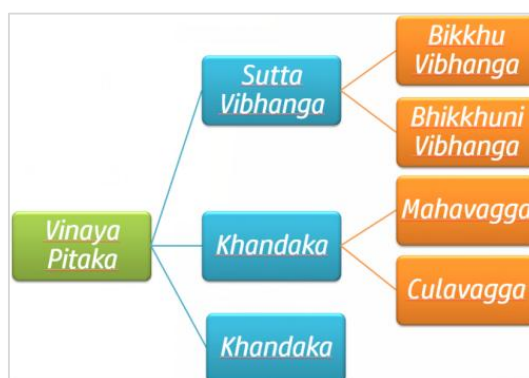 Vinaya
Pitaka
Sutta
Vibhanga
Khandaka
Khandaka
Bikkhu
Vibhanga
Bhikkhuni
Vibhanga
Mahavagga
Culavagga